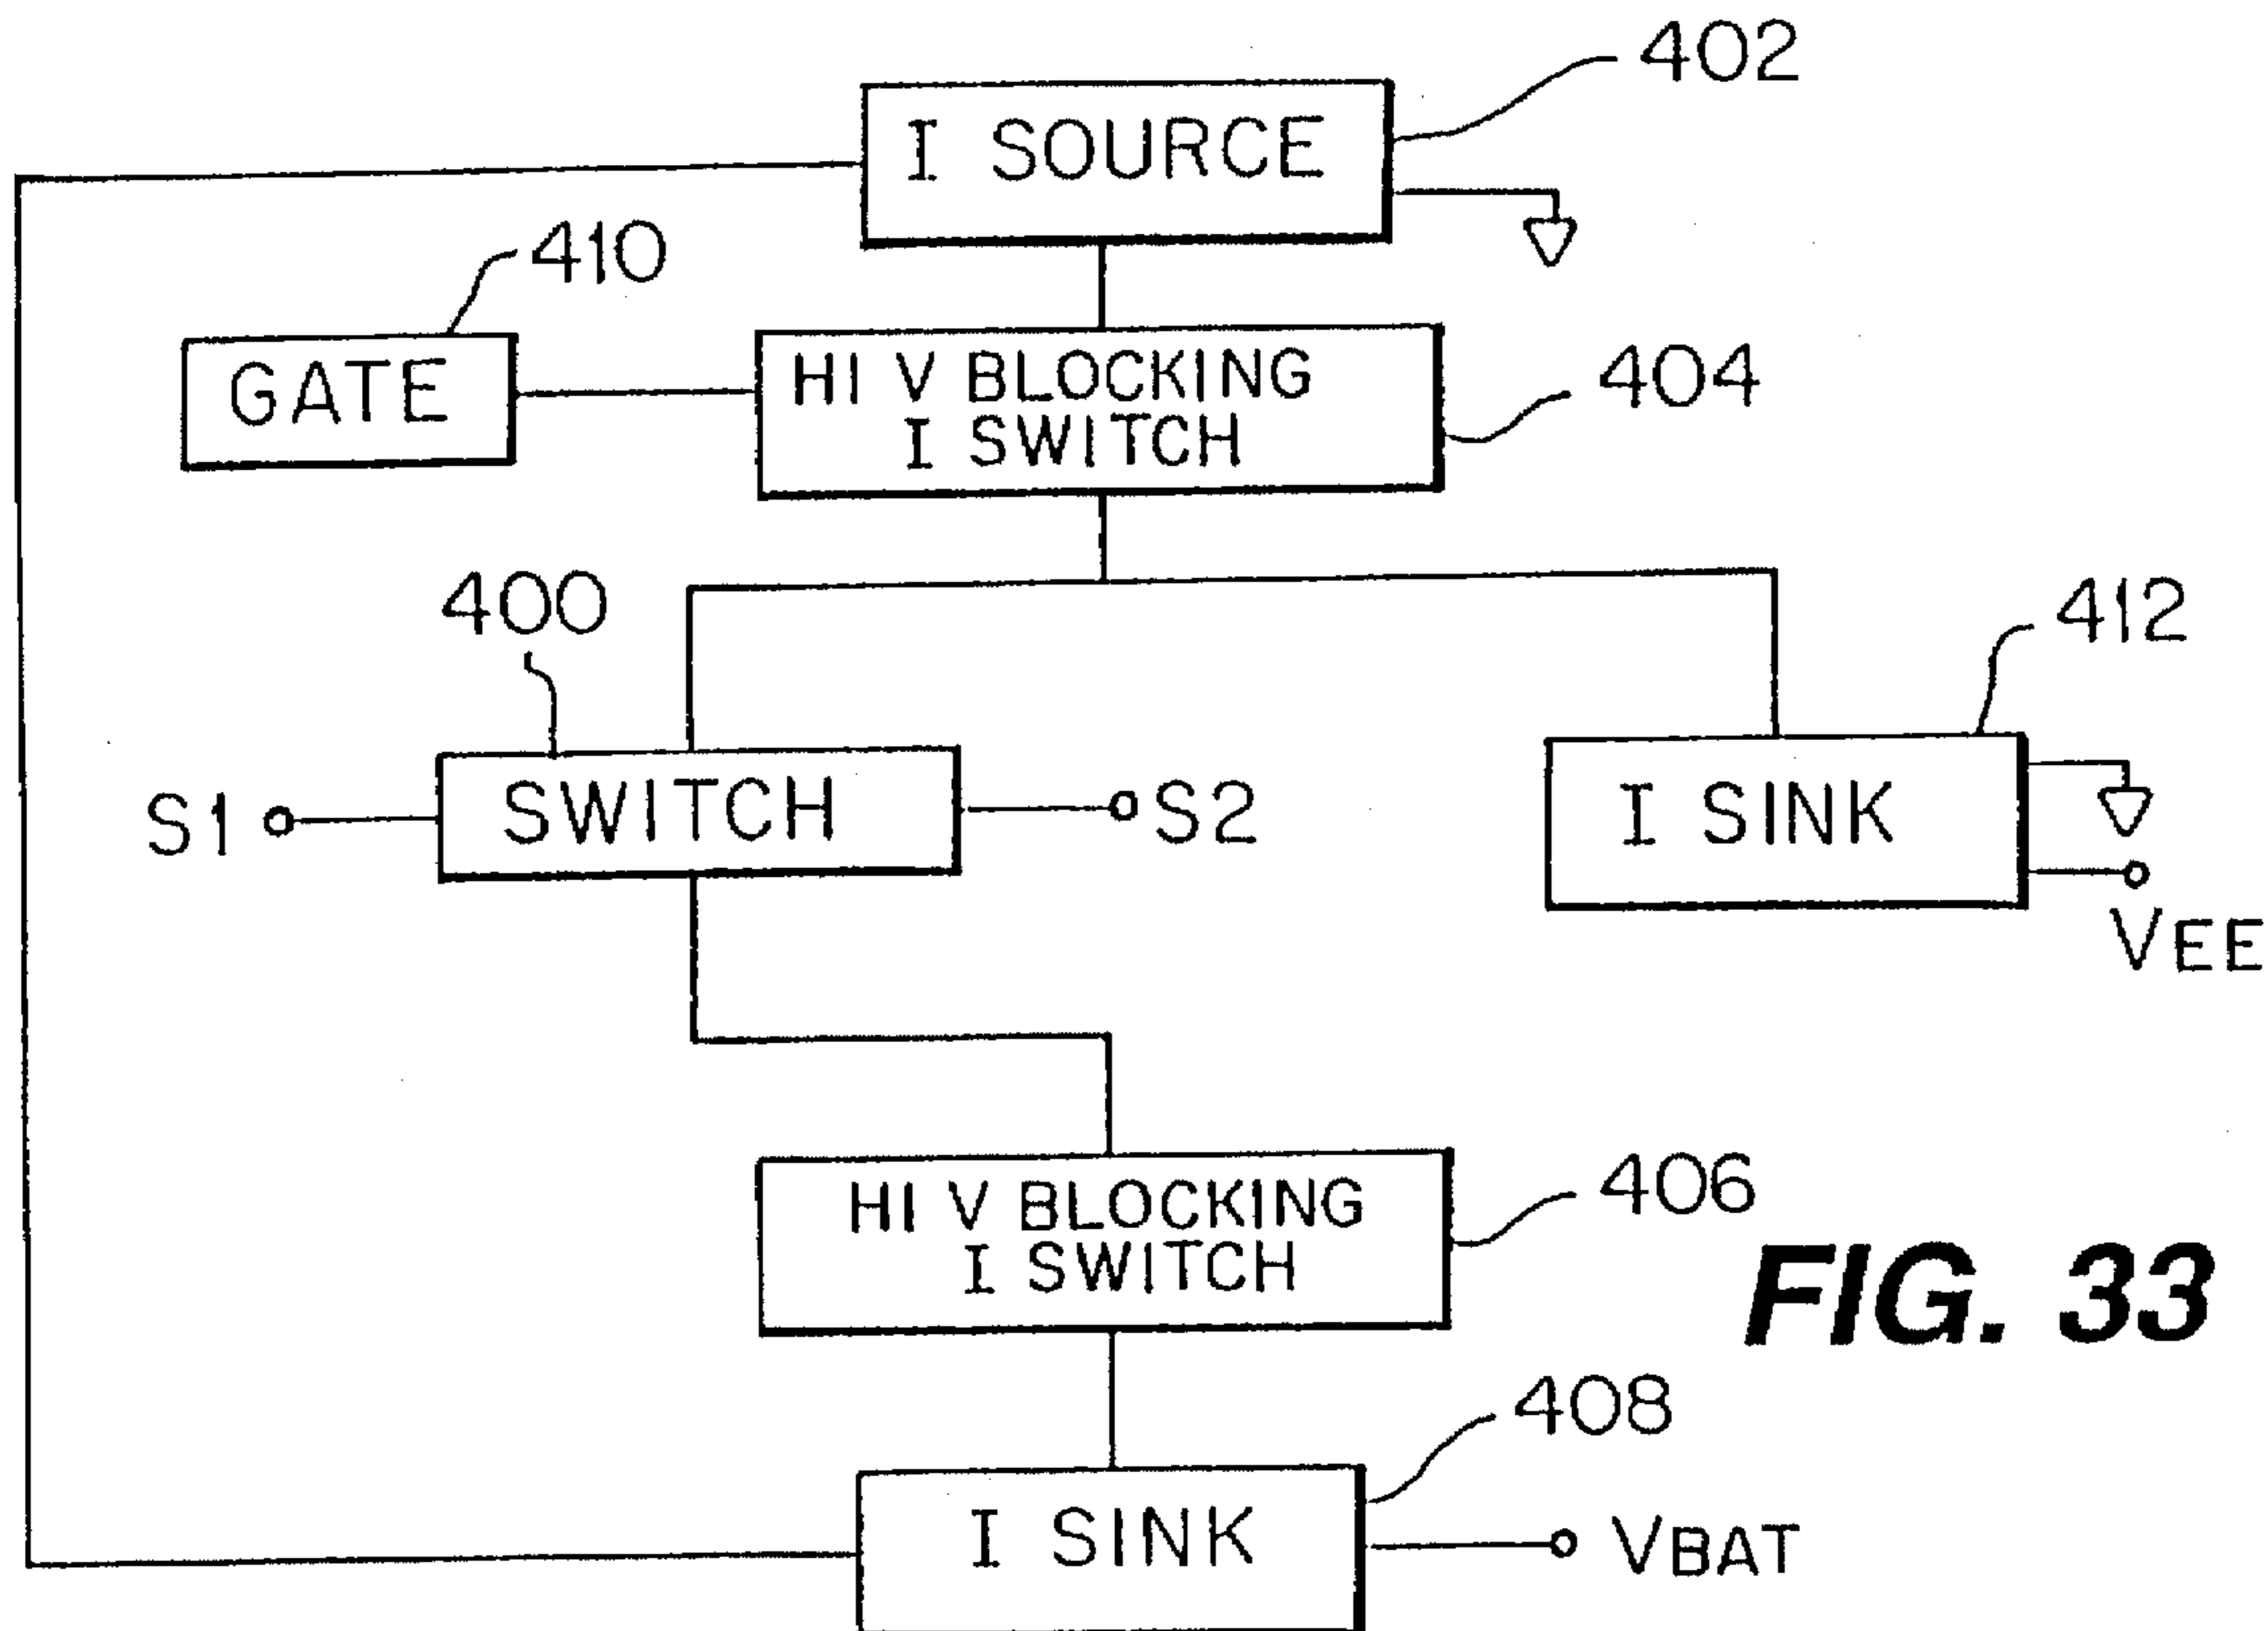 402
I SOURCE
410
GATE
HI V BLOCKING
I SWITCH
404
400
412
S1
SWITCH
S2
I SINK
VEE
HI V BLOCKING
I SWITCH
406
FIG. 33
408
I SINK
VBAT